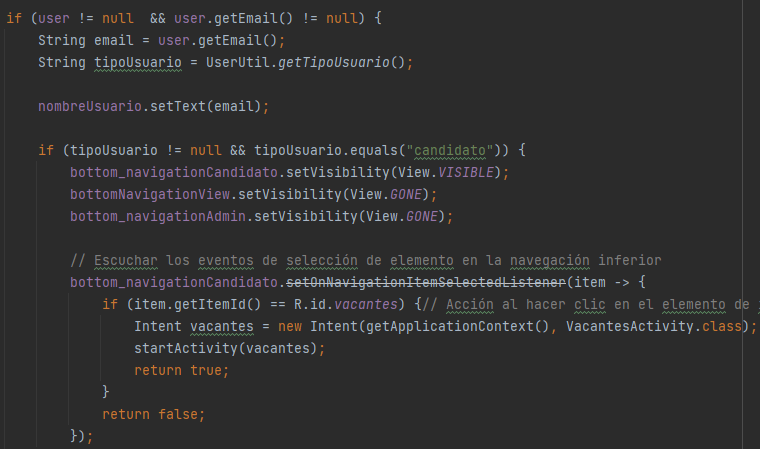 if (user != null  && user.getEmail() != null) {
    String email = user.getEmail();
    String tipoUsuario = UserUtil.getTipoUsuario();

    nombreUsuario.setText(email);

    if (tipoUsuario != null && tipoUsuario.equals("candidato")) {
        bottom_navigationCandidato.setVisibility(View.VISIBLE);
        bottomNavigationView.setVisibility(View.GONE);
        bottom_navigationAdmin.setVisibility(View.GONE);

        // Escuchar los eventos de selección de elemento en la navegación inferior
        bottom_navigationCandidato.setOnNavigationItemSelectedListener(item -> {
            if (item.getItemId() == R.id.vacantes) {// Acción al hacer clic en el elemento de
                Intent vacantes = new Intent(getApplicationContext(), VacantesActivity.class);
                startActivity(vacantes);
                return true;
            }
            return false;
        });